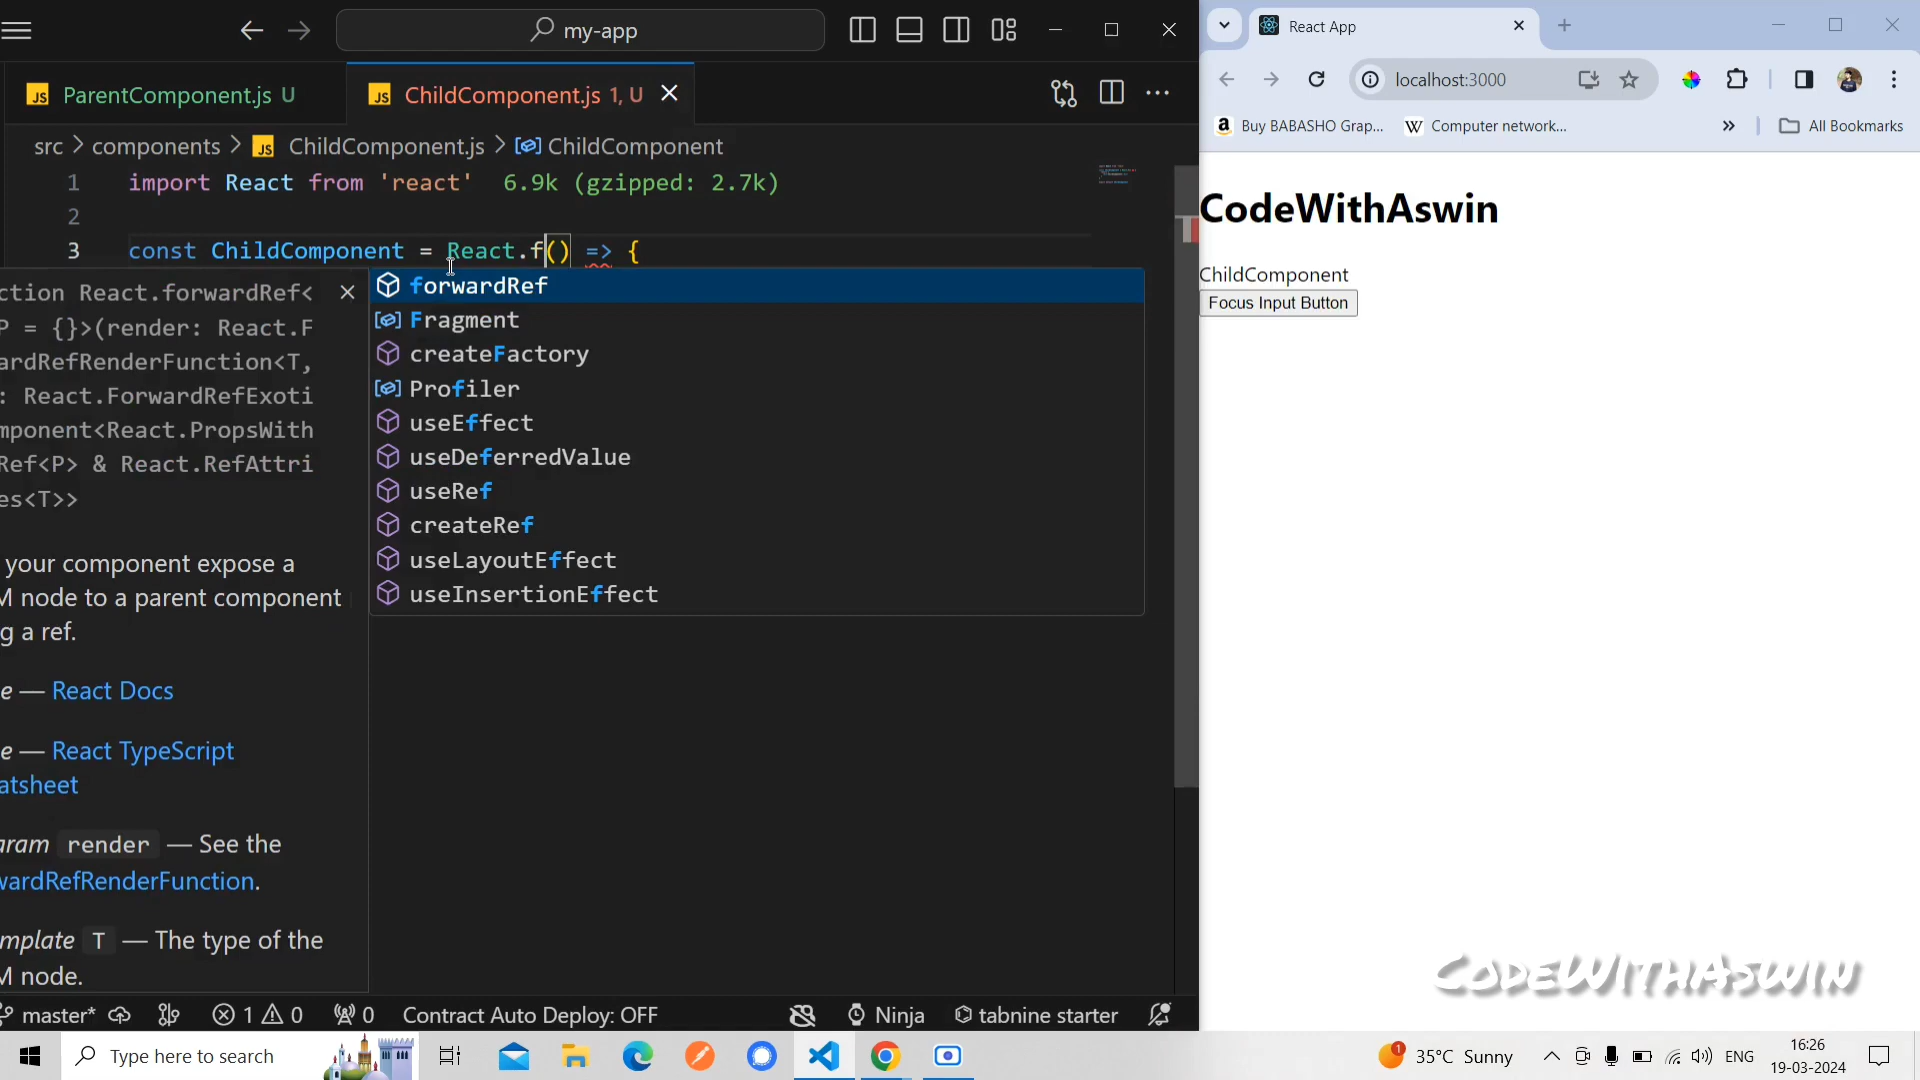 my-app
ParentComponent.js U
ChildComponent.js 1, U
src > components > ChildComponent.js > ChildComponent
1 import React from 'react' 6.9k (gzipped: 2.7k)
2
3 const ChildComponent = React.f() => {
ction React.forwardRef<
P = {}>(render: React.F
ardRefRenderFunction<T,
: React.ForwardRefExoti
mponent<React.PropsWith
Ref<P> & React.RefAttri
es<T>>
your component expose a
M node to a parent component
g a ref.
e — React Docs
e — React TypeScript
atsheet
aram render — See the
wardRefRenderFunction.
mplate T — The type of the
M node.
forwardRef
Fragment
createFactory
Profiler
useEffect
useDeferredValue
useRef
createRef
useLayoutEffect
useInsertionEffect
master* 1 0 0 Contract Auto Deploy: OFF Ninja tabnine starter
React App
localhost:3000
Buy BABASHO Grap... W Computer network... » All Bookmarks
CodeWithAswin
ChildComponent
Focus Input Button
CodeWithAswin
Type here to search
1 35°C Sunny ENG 16:26
19-03-2024